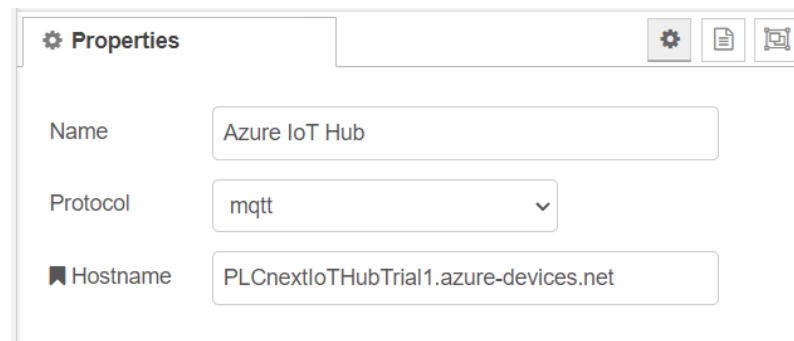 Properties
Name
Azure IoT Hub
Protocol
mqtt
Hostname
PLCnextIoTHubTrial1.azure-devices.net